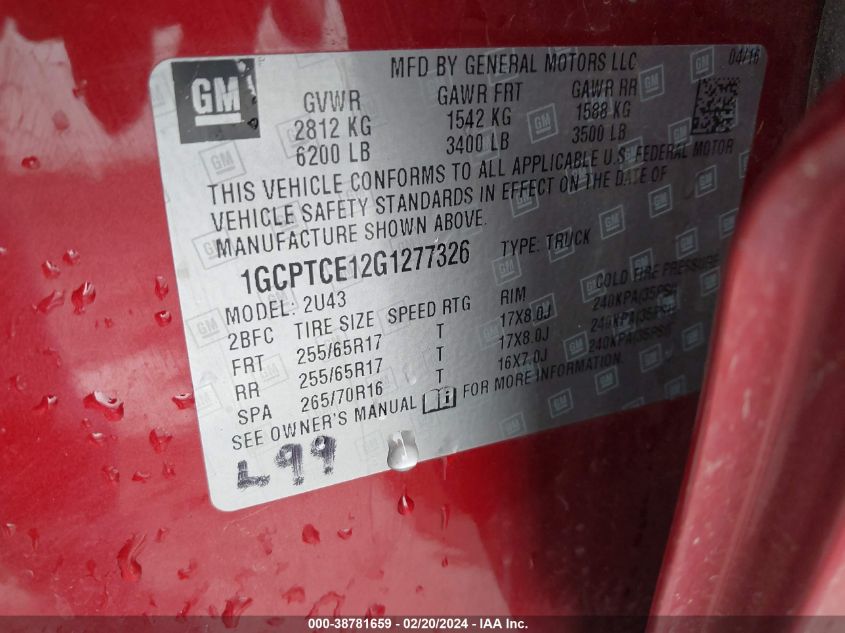 GM
MFD BY GENERAL MOTORS LLC
04/16
GVWR GAWR FRT GAWR RR
2812 KG 1542 KG 1588 KG
6200 LB 3400 LB 3500 LB
THIS VEHICLE CONFORMS TO ALL APPLICABLE U.S. FEDERAL MOTOR
VEHICLE SAFETY STANDARDS IN EFFECT ON THE DATE OF
MANUFACTURE SHOWN ABOVE.
1GCPTCE12G1277326 TYPE: TRUCK
MODEL: 2U43
2BFC TIRE SIZE SPEED RTG RIM COLD TIRE PRESSURE
FRT 255/65R17 T 17X8.0J 240KPA(35PSI)
RR 255/65R17 T 17X8.0J 240KPA(35PSI)
SPA 265/70R16 T 16X7.0J 240KPA(35PSI)
SEE OWNER'S MANUAL FOR MORE INFORMATION.
L99
000-38781659 - 02/20/2024 - IAA Inc.